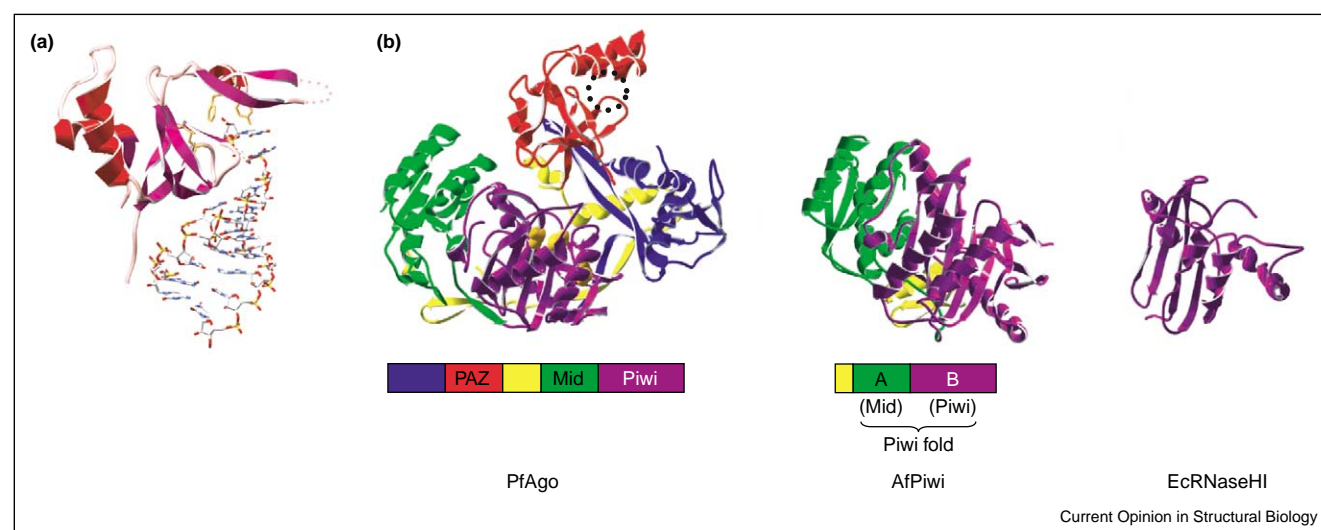 (a)
(b)
PAZ Mid Piwi
A B
(Mid) (Piwi)
Piwi fold
PfAgo AfPiwi EcRNaseHI
Current Opinion in Structural Biology